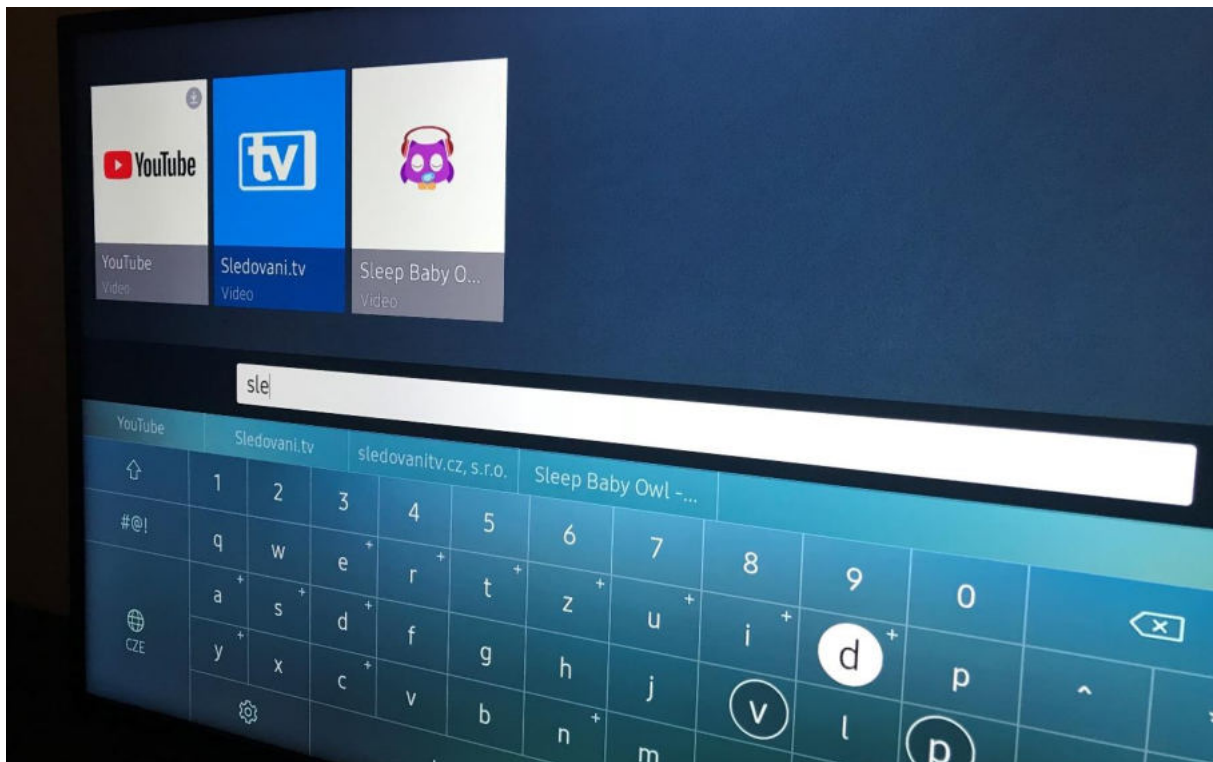 YouTube
tv
YouTube
Video
Sledovani.tv
Video
Sleep Baby O...
Video
sle
YouTube
Sledovani.tv
sledovanitv.cz, s.r.o.
Sleep Baby Owl -...
1 2 3 4 5 6 7 8 9 0
#@! q w e r t z u i d p ^
CZE a s d f g h j v l p
y x c v b n m